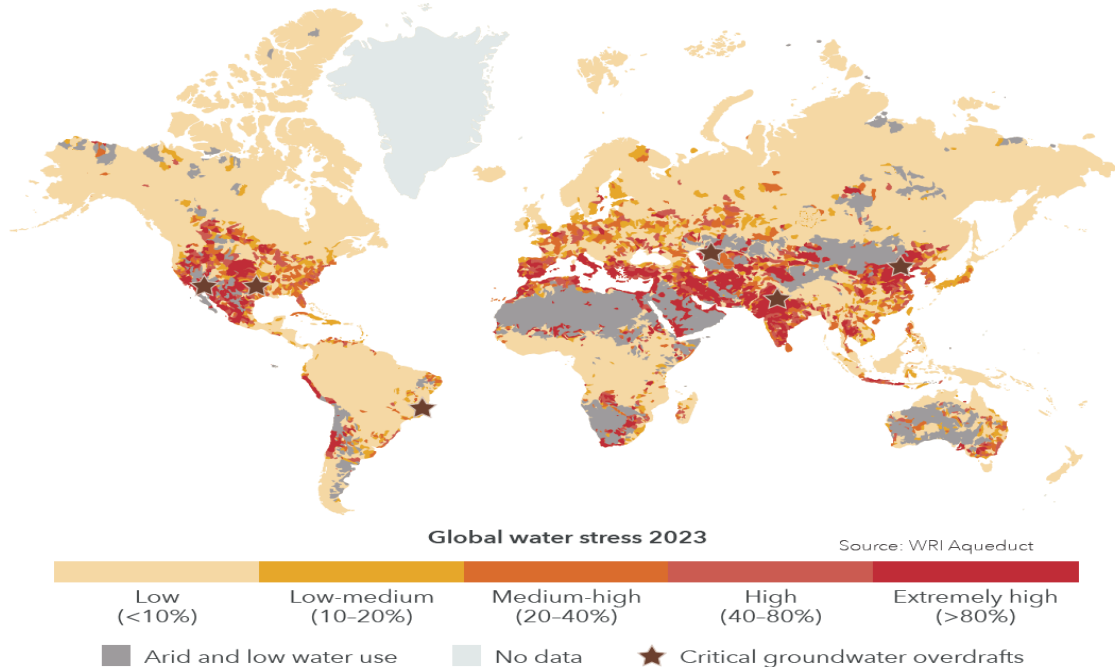 Global water stress 2023
Source: WRI Aqueduct
Low Low-medium Medium-high High Extremely high
(<10%) (10-20%) (20-40%) (40-80%) (>80%)
Arid and low water use No data Critical groundwater overdrafts